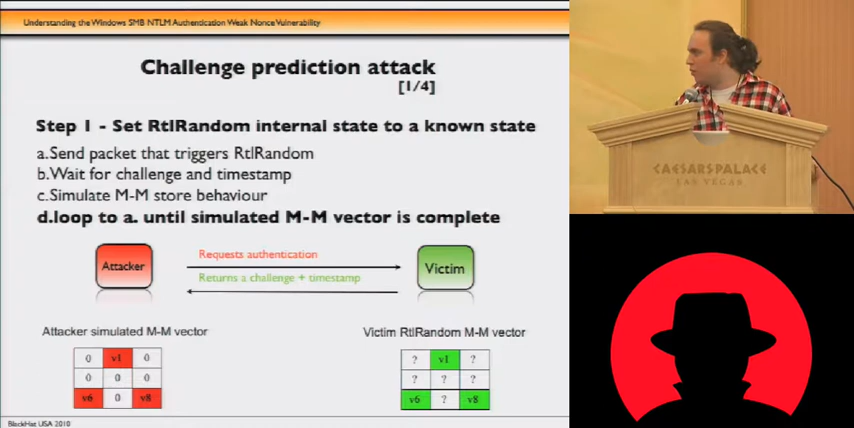 Understanding the Windows SMB NTLM Authentication Weak Nonce Vulnerability
Challenge prediction attack
[1/4]
Step 1 - Set RtlRandom internal state to a known state
a.Send packet that triggers RtlRandom
b.Wait for challenge and timestamp
c.Simulate M-M store behaviour
d.loop to a. until simulated M-M vector is complete
Attacker
Requests authentication
Returns a challenge + timestamp
Victim
Attacker simulated M-M vector
0 v1 0
0 0 0
v6 0 v8
Victim RtlRandom M-M vector
? v1 ?
? ? ?
v6 ? v8
BlackHat USA 2010
CAESARS PALACE
LAS VEGAS